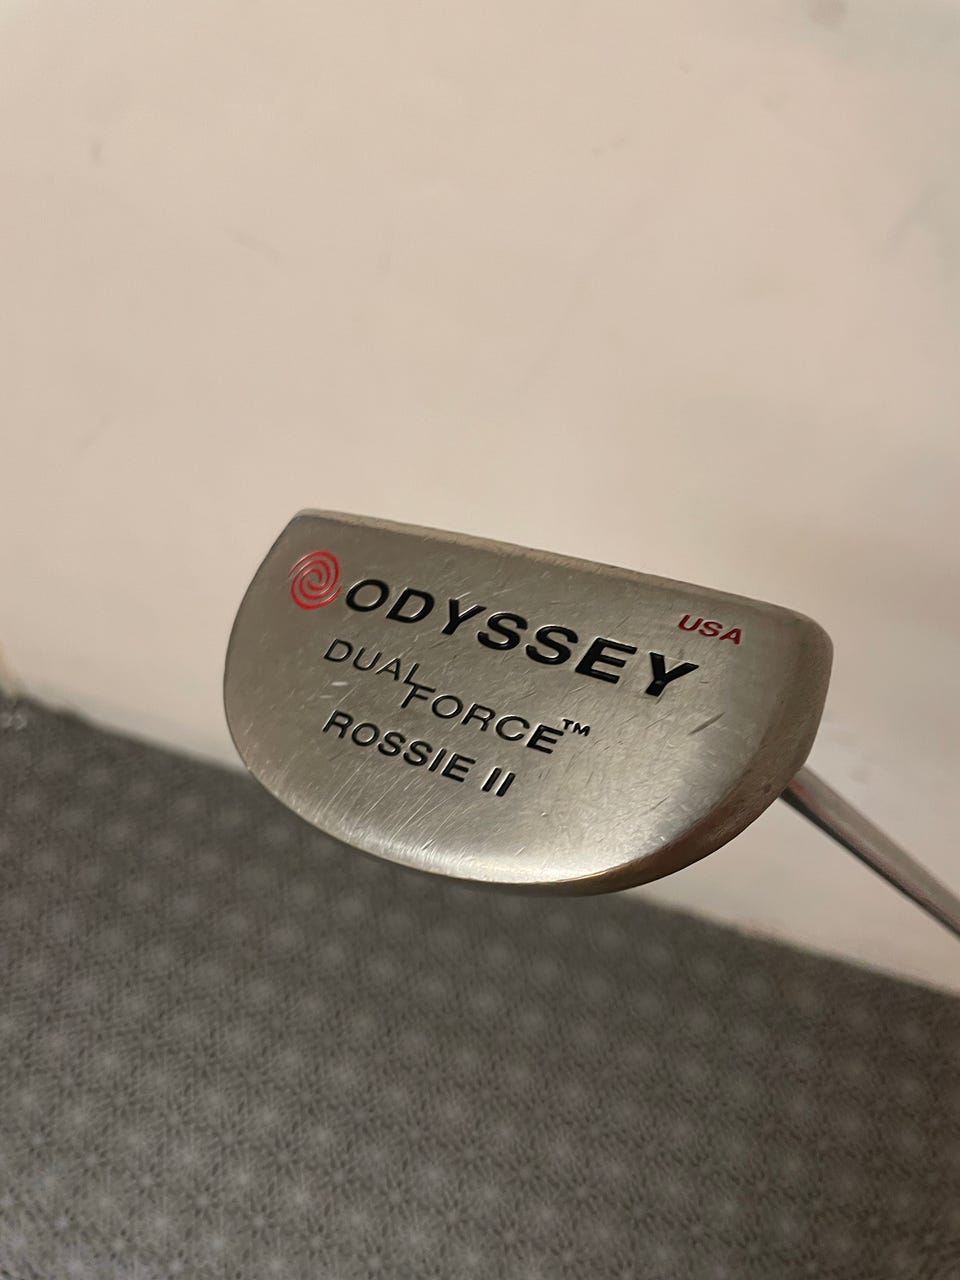 ODYSSEY
USA
DUAL FORCE™
ROSSIE II